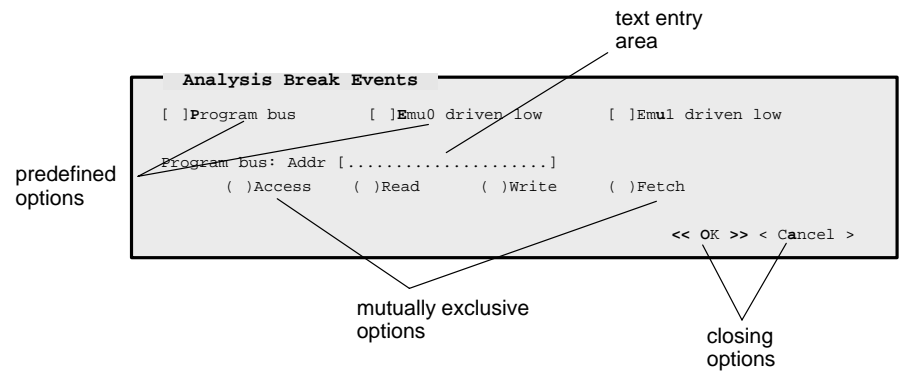 text entry
area
Analysis Break Events
[ ]Program bus [ ]Emu0 driven low [ ]Emu1 driven low
Program bus: Addr [.....................]
( )Access ( )Read ( )Write ( )Fetch
<< OK >> < Cancel >
predefined
options
mutually exclusive
options
closing
options